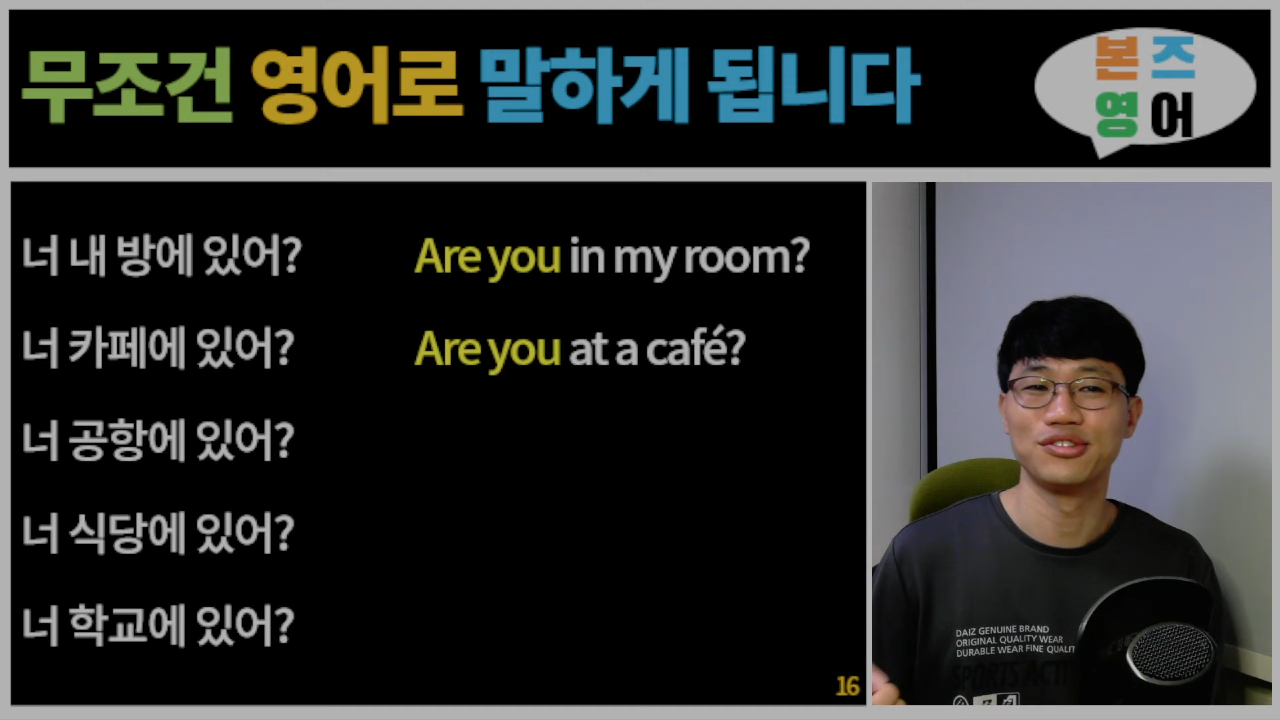 무조건 영어로 말하게 됩니다
본즈
영어
너 내 방에 있어? Are you in my room?
너 카페에 있어? Are you at a café?
너 공항에 있어?
너 식당에 있어?
너 학교에 있어?
16
DAIZ GENUINE BRAND
ORIGINAL QUALITY WEAR
DURABLE WEAR FINE QUALIT
SPORTS ACTI